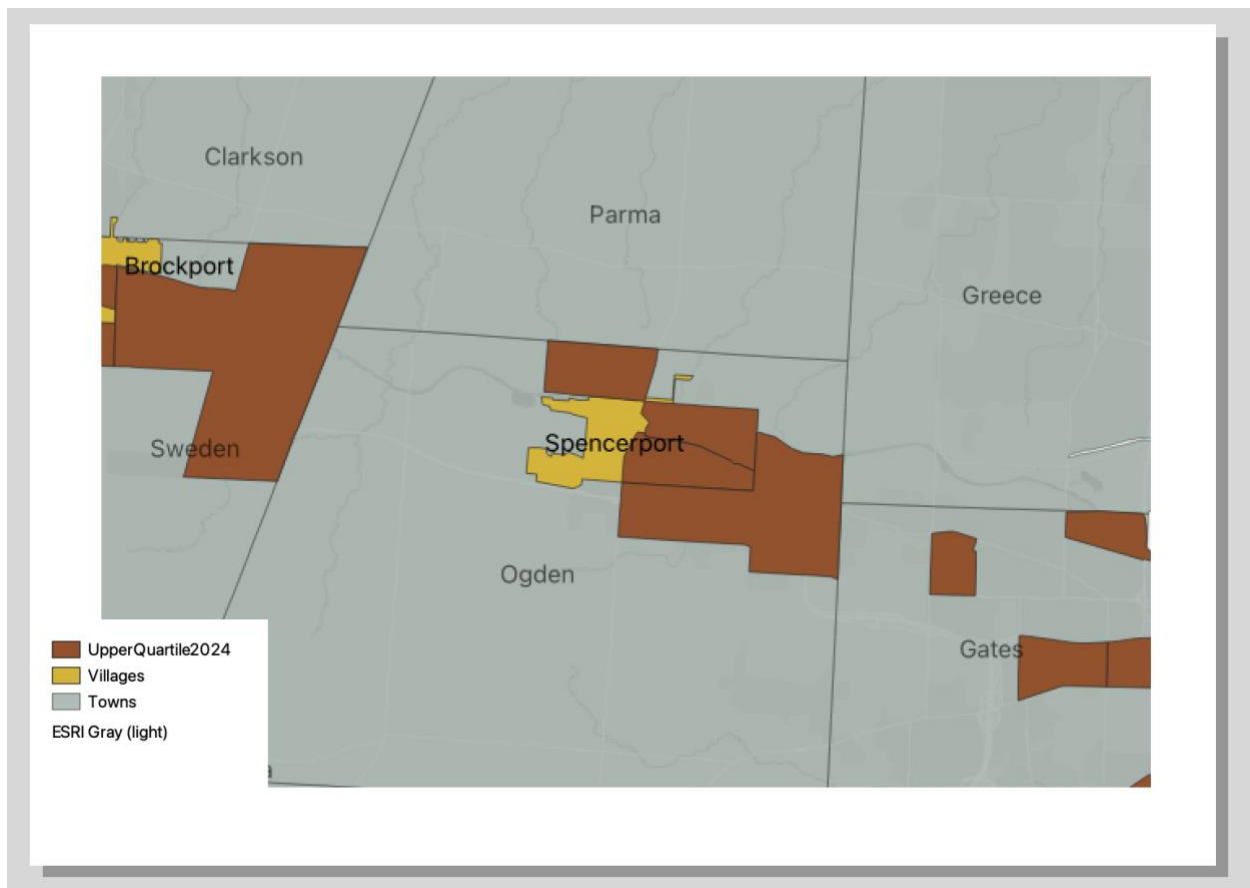 Clarkson
Parma
Brockport
Greece
Sweden
Spencerport
Ogden
Gates
UpperQuartile2024
Villages
Towns
ESRI Gray (light)